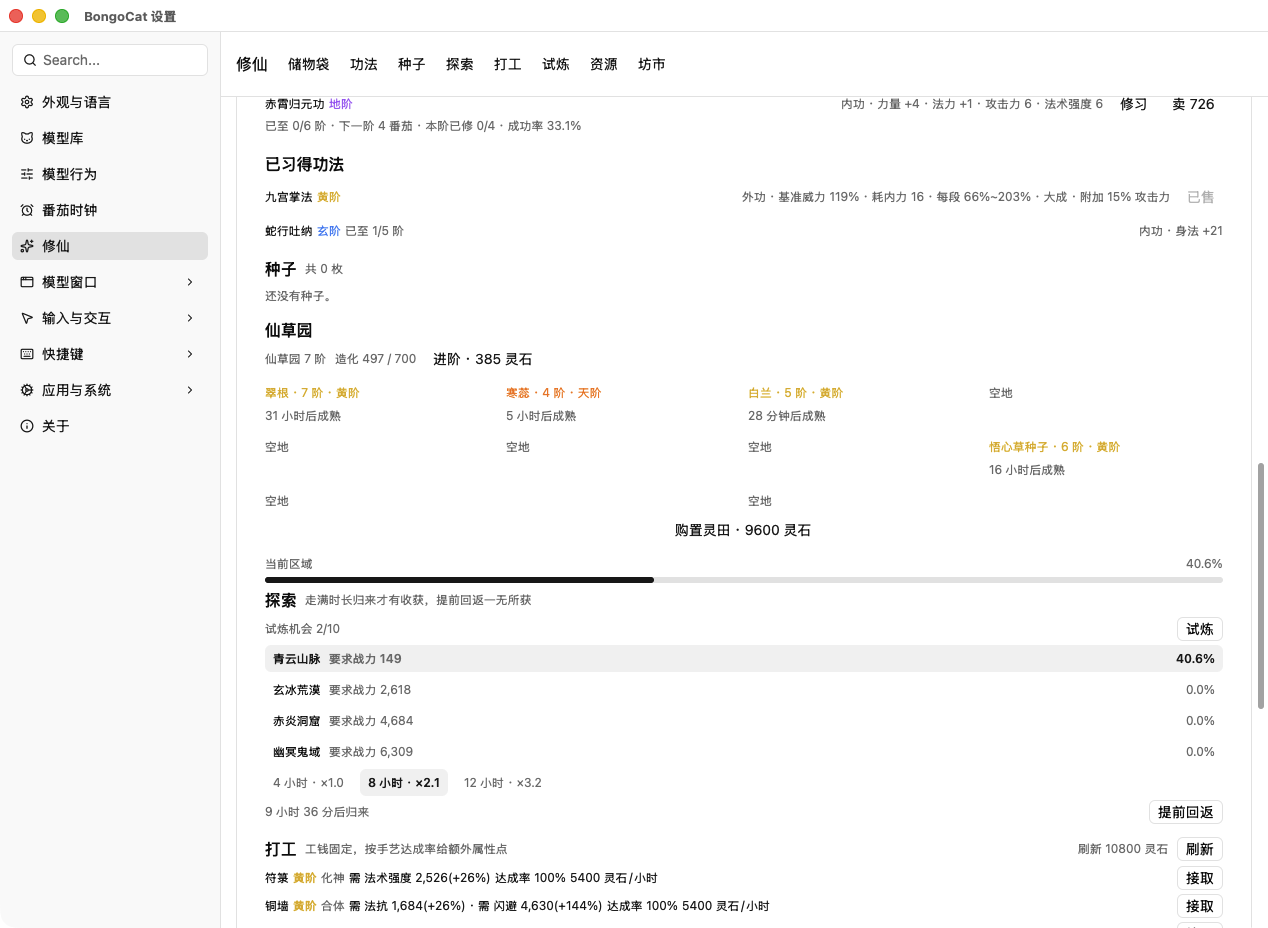 BongoCat 设置
Search...
外观与语言
模型库
模型行为
番茄时钟
修仙
模型窗口
输入与交互
快捷键
应用与系统
关于
修仙 储物袋 功法 种子 探索 打工 试炼 资源 坊市
赤霄归元功 地阶 内功 · 力量 +4 · 法力 +1 · 攻击力 6 · 法术强度 6 修习 卖 726
已至 0/6 阶 · 下一阶 4 番茄 · 本阶已修 0/4 · 成功率 33.1%
已习得功法
九宫掌法 黄阶 外功 · 基准威力 119% · 耗内力 16 · 每段 66%~203% · 大成 · 附加 15% 攻击力 已售
蛇行吐纳 玄阶 已至 1/5 阶 内功 · 身法 +21
种子 共 0 枚
还没有种子。
仙草园
仙草园 7 阶 造化 497 / 700 进阶 · 385 灵石
翠根 · 7 阶 · 黄阶 寒蕊 · 4 阶 · 天阶 白兰 · 5 阶 · 黄阶 空地
31 小时后成熟 5 小时后成熟 28 分钟后成熟
空地 空地 空地 悟心草种子 · 6 阶 · 黄阶
16 小时后成熟
空地 空地
购置灵田 · 9600 灵石
当前区域 40.6%
探索 走满时长归来才有收获，提前回返一无所获
试炼机会 2/10 试炼
青云山脉 要求战力 149 40.6%
玄冰荒漠 要求战力 2,618 0.0%
赤炎洞窟 要求战力 4,684 0.0%
幽冥鬼域 要求战力 6,309 0.0%
4 小时 · ×1.0 8 小时 · ×2.1 12 小时 · ×3.2
9 小时 36 分后归来 提前回返
打工 工钱固定，按手艺达成率给额外属性点 刷新 10800 灵石 刷新
符箓 黄阶 化神 需 法术强度 2,526(+26%) 达成率 100% 5400 灵石/小时 接取
铜墙 黄阶 合体 需 法抗 1,684(+26%) · 需 闪避 4,630(+144%) 达成率 100% 5400 灵石/小时 接取